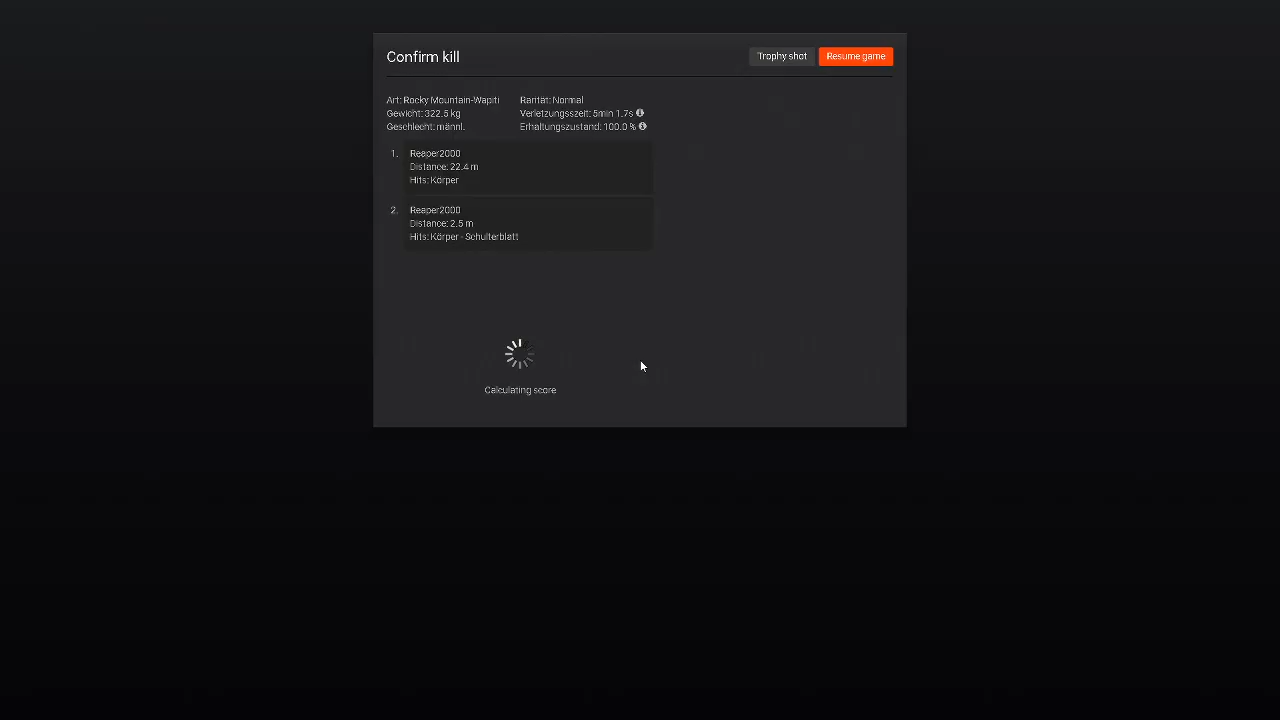 Confirm kill
Trophy shot
Resume game
Art: Rocky Mountain-Wapiti
Rarität: Normal
Gewicht: 322.5 kg
Verletzungsszeit: 5min 1.7s
Geschlecht: männl.
Erhaltungszustand: 100.0 %
1. Reaper2000
Distance: 22.4 m
Hits: Körper
2. Reaper2000
Distance: 2.5 m
Hits: Körper - Schulterblatt
Calculating score